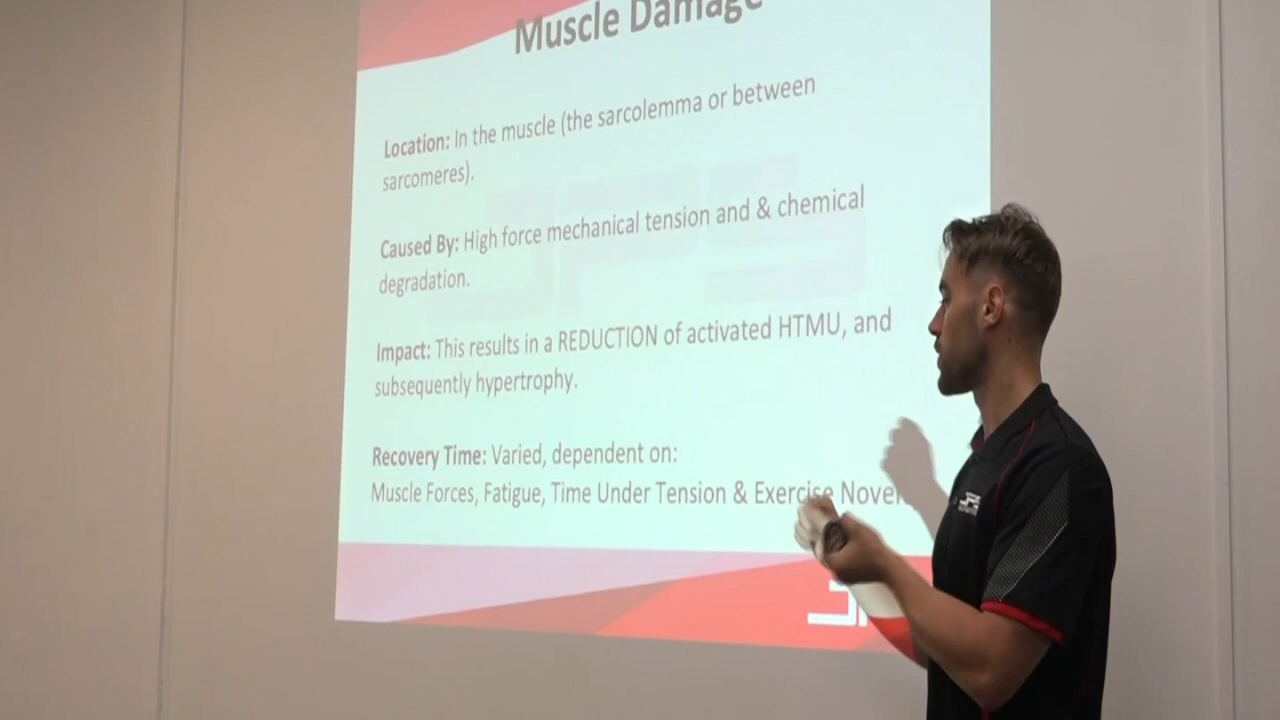 Muscle Damage
Location: In the muscle (the sarcolemma or between
sarcomeres).
Caused By: High force mechanical tension and & chemical
degradation.
Impact: This results in a REDUCTION of activated HTMU, and
subsequently hypertrophy.
Recovery Time: Varied, dependent on:
Muscle Forces, Fatigue, Time Under Tension & Exercise
JPS